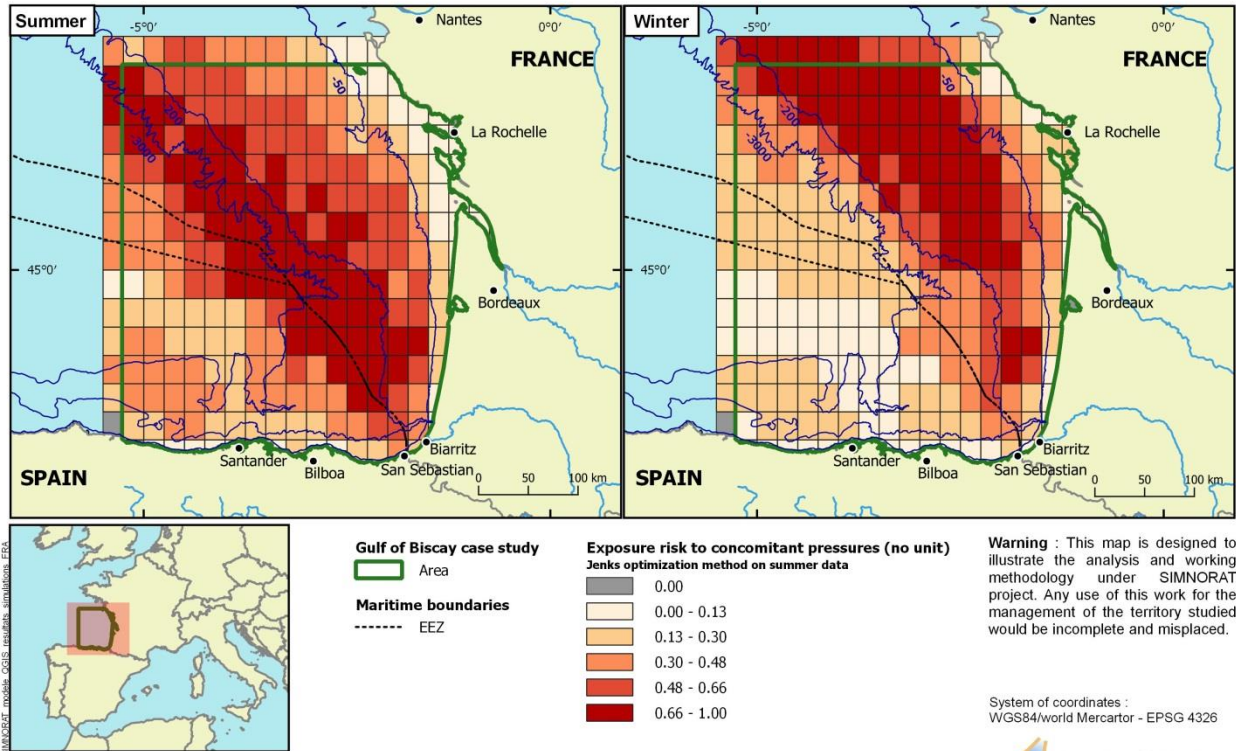 Summer
-5°0'
Nantes
0°0'
FRANCE
-50
-200
-3000
La Rochelle
45°0'
Bordeaux
Biarritz
Santander
Bilboa
San Sébastian
SPAIN
0 50 100 km
Winter
-5°0'
Nantes
0°0'
FRANCE
-50
-200
-3000
La Rochelle
45°0'
Bordeaux
Biarritz
Santander
Bilboa
San Sébastian
SPAIN
0 50 100 km
Gulf of Biscay case study
Area
Maritime boundaries
EEZ
Exposure risk to concomitant pressures (no unit)
Jenks optimization method on summer data
0.00
0.00 - 0.13
0.13 - 0.30
0.30 - 0.48
0.48 - 0.66
0.66 - 1.00
Warning : This map is designed to
illustrate the analysis and working
methodology under SIMNORAT
project. Any use of this work for the
management of the territory studied
would be incomplete and misplaced.
System of coordinates :
WGS84/world Mercartor - EPSG 4326